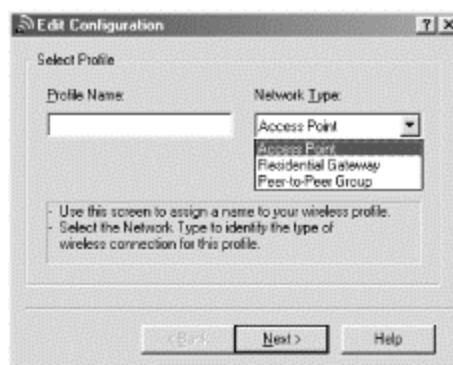 Edit Configuration
Select Profile
Profile Name:
Network Type:
Access Point
Access Point
Residential Gateway
Peer-to-Peer Group
- Use this screen to assign a name to your wireless profile.
- Select the Network Type to identify the type of
wireless connection for this profile.
< Back
Next >
Help